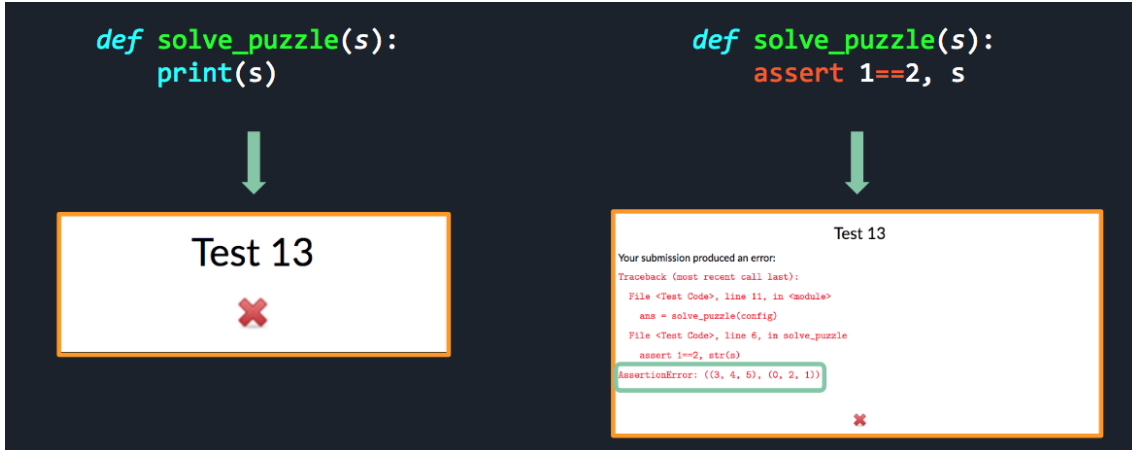 def solve_puzzle(s):
print(s)
Test 13
def solve_puzzle(s):
assert 1==2, s
Test 13
Your submission produced an error:
Traceback (most recent call last):
File <Test Code>, line 11, in <module>
ans = solve_puzzle(config)
File <Test Code>, line 6, in solve_puzzle
assert 1==2, str(s)
AssertionError: ((3, 4, 5), (0, 2, 1))